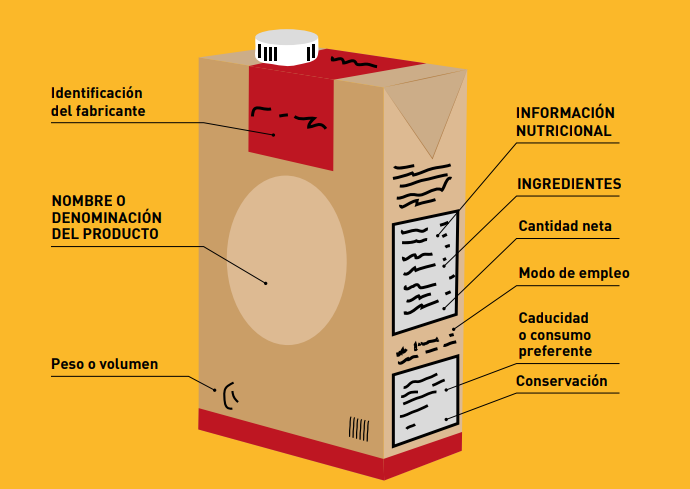 Identificación
del fabricante
NOMBRE O
DENOMINACIÓN
DEL PRODUCTO
Peso o volumen
INFORMACIÓN
NUTRICIONAL
INGREDIENTES
Cantidad neta
Modo de empleo
Caducidad
o consumo
preferente
Conservación